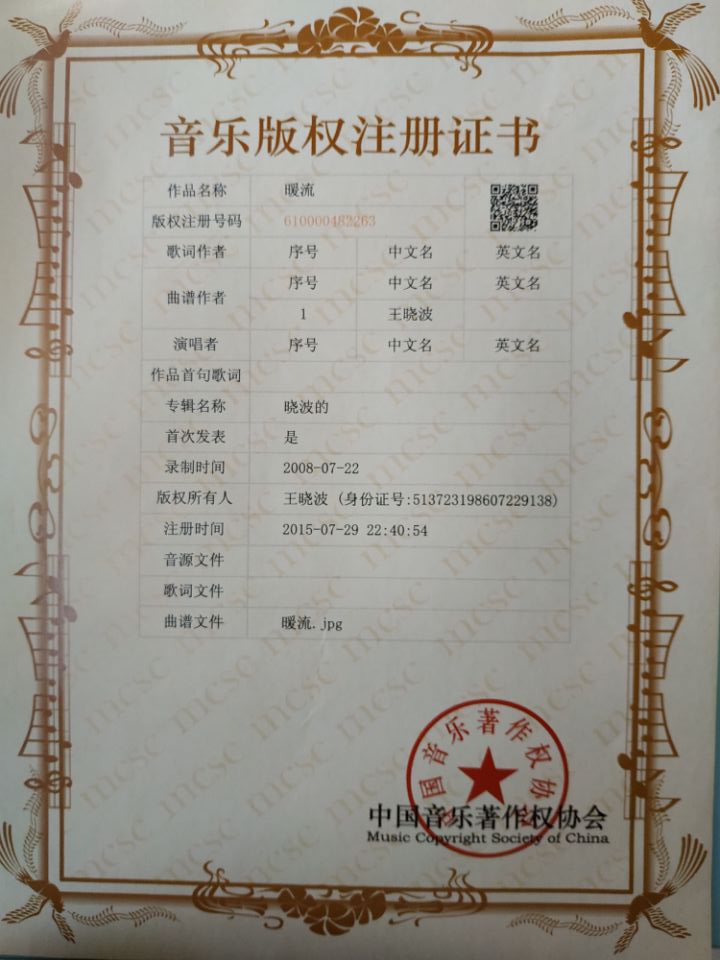 音乐版权注册证书
作品名称 暖流
版权注册号码 610000482263
歌词作者 序号 中文名 英文名
曲谱作者 序号 中文名 英文名
1 王晓波
演唱者 序号 中文名 英文名
作品首句歌词
专辑名称 晓波的
首次发表 是
录制时间 2008-07-22
版权所有人 王晓波 (身份证号:513723198607229138)
注册时间 2015-07-29 22:40:54
音源文件
歌词文件
曲谱文件 暖流.jpg
国音乐著作权协
中国音乐著作权协会
Music Copyright Society of China
mcsc